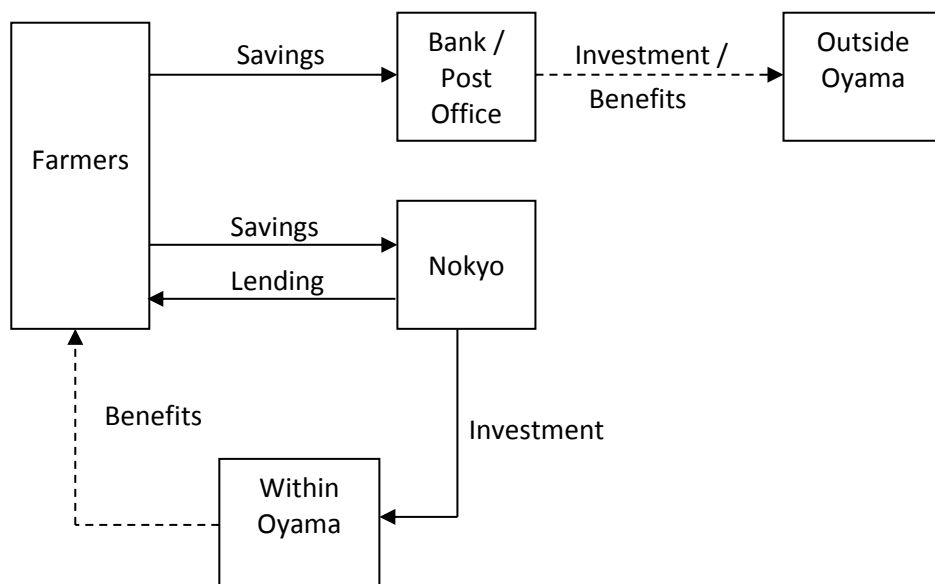 Farmers
Savings
Bank /
Post
Office
Investment /
Benefits
Outside
Oyama
Savings
Lending
Nokyo
Benefits
Investment
Within
Oyama